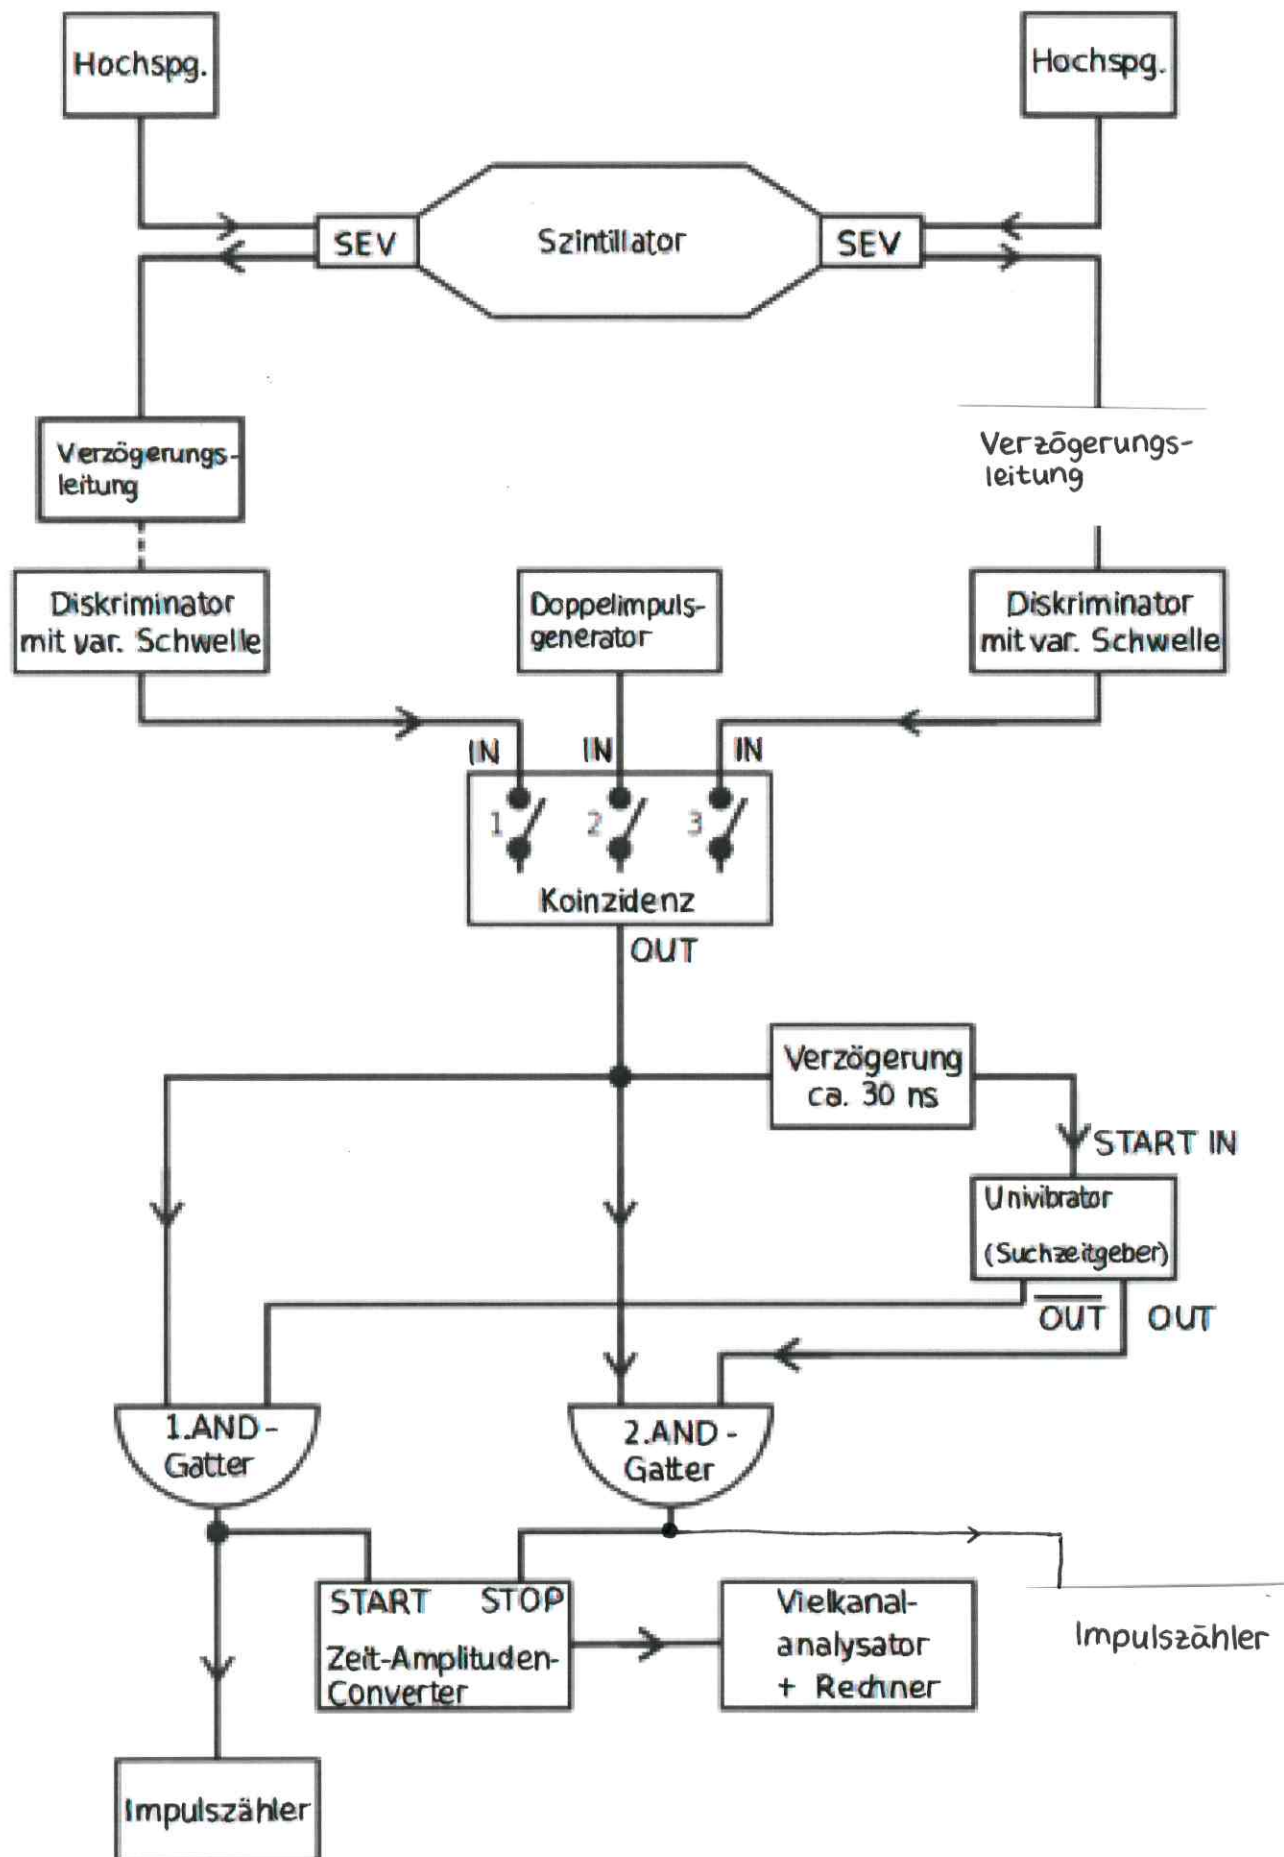 Hochspg.
Hochspg.
SEV
Szintillator
SEV
Verzögerungs-
leitung
Verzögerungs-
leitung
Diskriminator
mit var. Schwelle
Doppelimpuls-
generator
Diskriminator
mit var. Schwelle
IN
IN
IN
1
2
3
Koinzidenz
OUT
Verzögerung
ca. 30 ns
START IN
Univibrator
(Suchzeitgeber)
OUT
OUT
1.AND-
Gatter
2.AND-
Gatter
START
STOP
Zeit-Amplituden-
Converter
Vielkanal-
analysator
+ Rechner
Impulszähler
Impulszähler